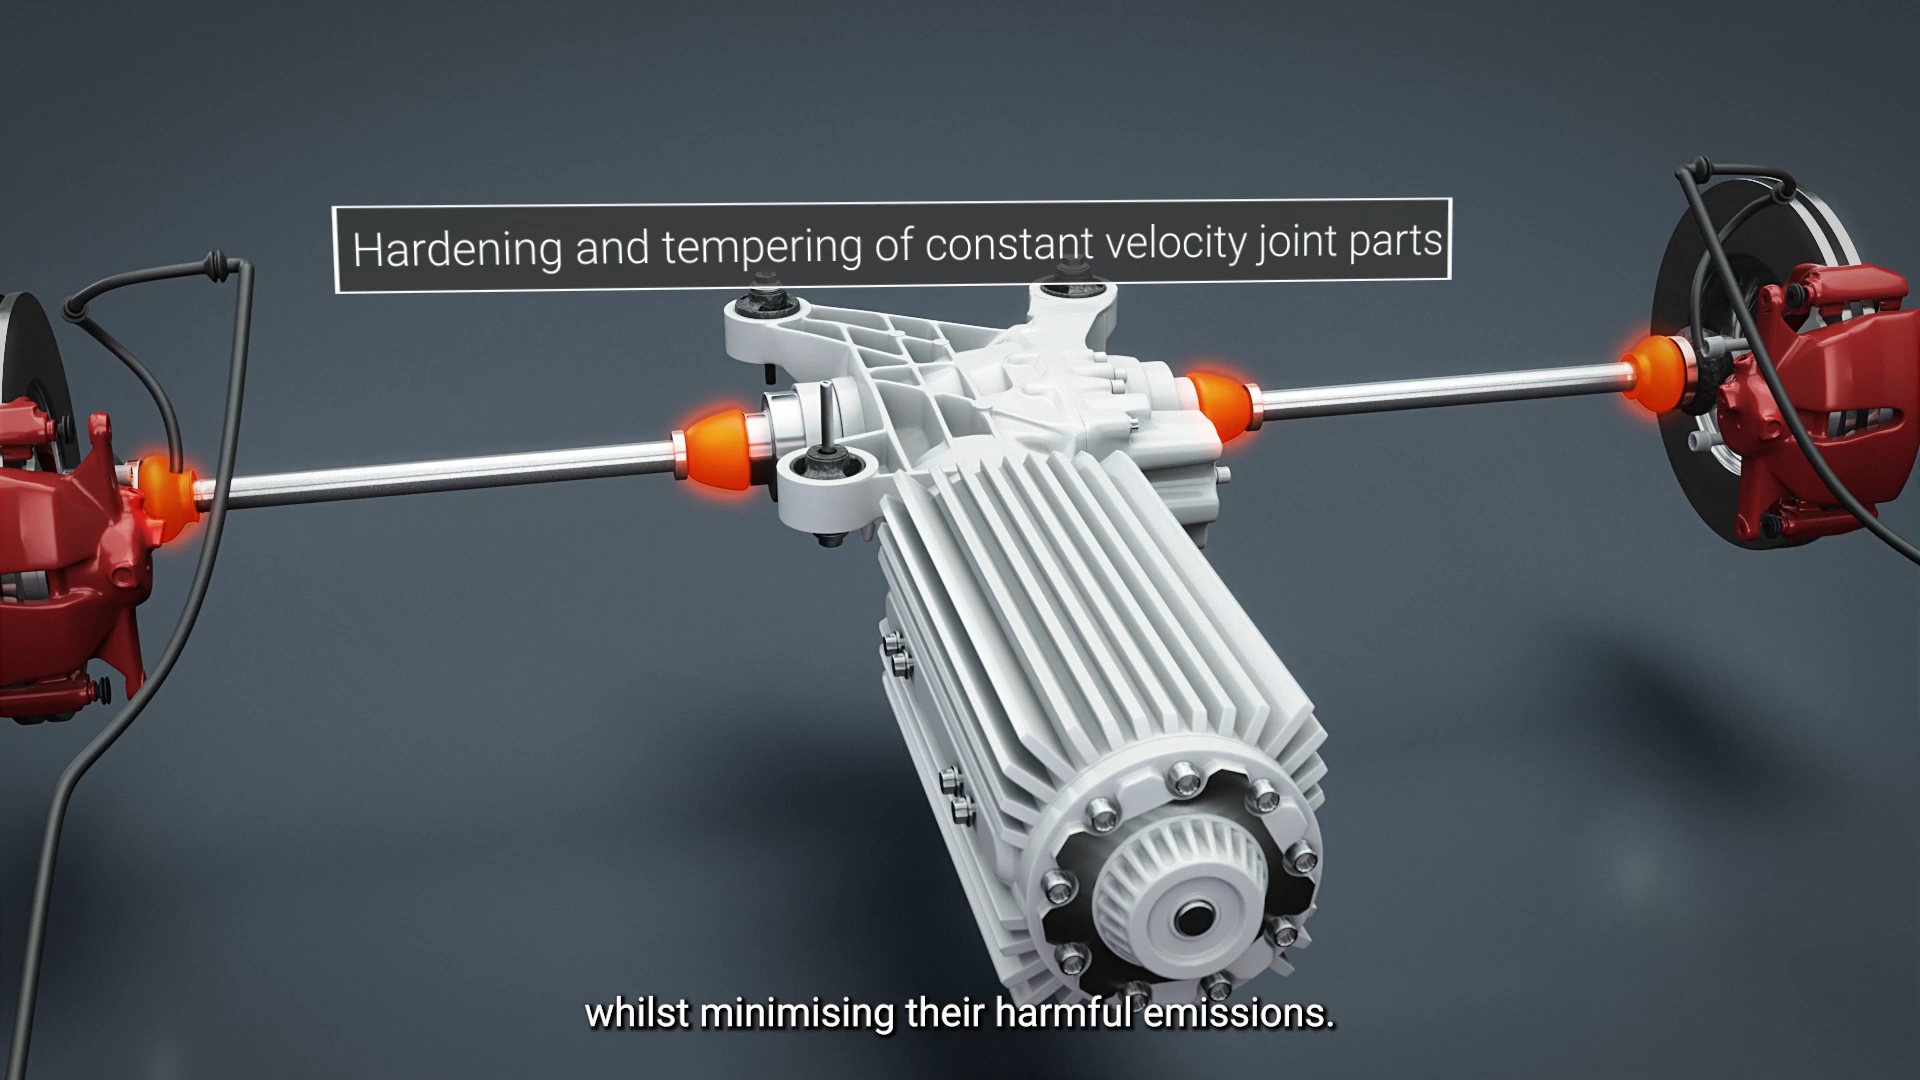 Hardening and tempering of constant velocity joint parts
whilst minimising their harmful emissions.